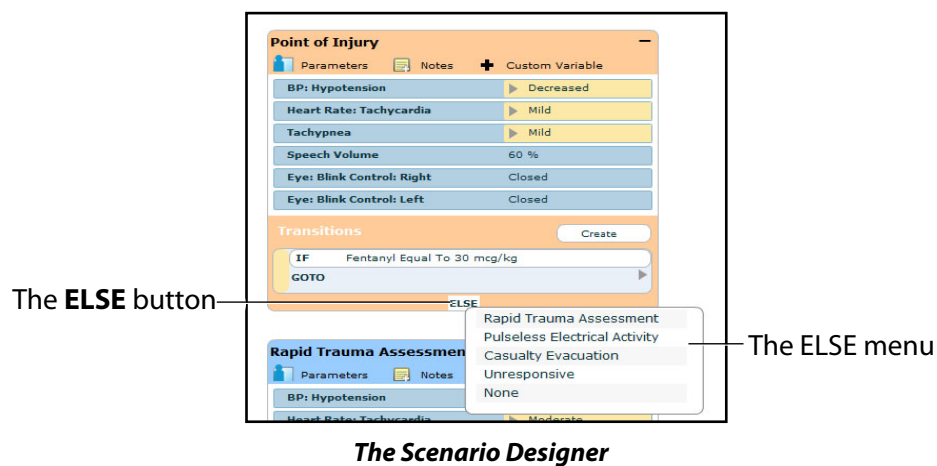 Point of Injury
Parameters Notes Custom Variable
BP: Hypotension Decreased
Heart Rate: Tachycardia Mild
Tachypnea Mild
Speech Volume 60 %
Eye: Blink Control: Right Closed
Eye: Blink Control: Left Closed
Transitions Create
IF Fentanyl Equal To 30 mcg/kg
GOTO
The ELSE button
ELSE
Rapid Trauma Assessment
Pulseless Electrical Activity
Casualty Evacuation
Unresponsive
None
The ELSE menu
Rapid Trauma Assessmen
Parameters Notes
BP: Hypotension
Heart Rate: Tachycardia Moderate
The Scenario Designer